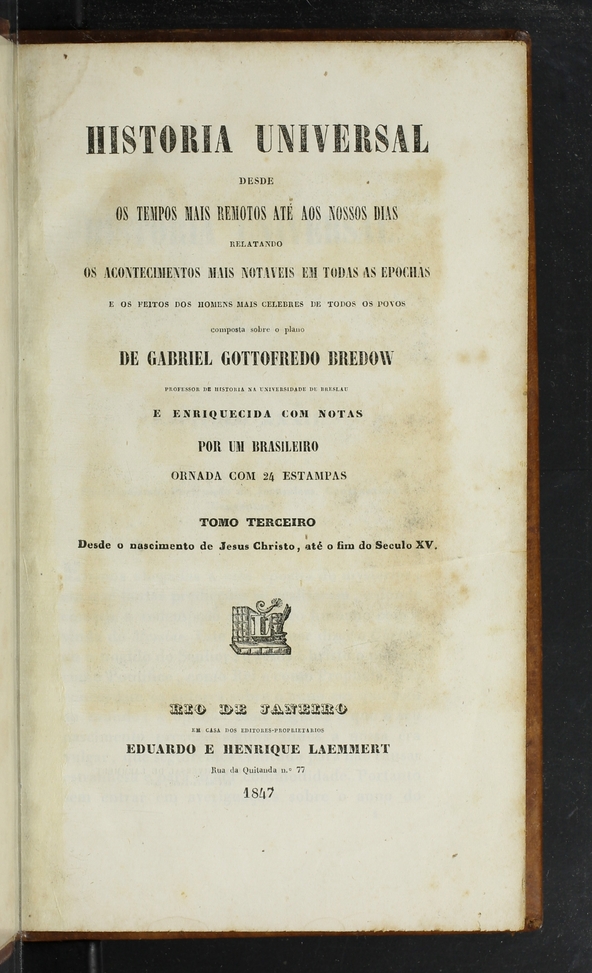 HISTORIA UNIVERSAL
DESDE
OS TEMPOS MAIS REMOTOS ATÉ AOS NOSSOS DIAS
RELATANDO
OS ACONTECIMENTOS MAIS NOTAVEIS EM TODAS AS EPOCHAS
E OS FEITOS DOS HOMENS MAIS CELEBRES DE TODOS OS POVOS
composta sobre o plano
DE GABRIEL GOTTOFREDO BREDOW
PROFESSOR DE HISTORIA NA UNIVERSIDADE DE BRESLAU
E ENRIQUECIDA COM NOTAS
POR UM BRASILEIRO
ORNADA COM 24 ESTAMPAS
TOMO TERCEIRO
Desde o nascimento de Jesus Christo, até o fim do Seculo XV.
L
RIO DE JANEIRO
EM CASA DOS EDITORES-PROPRIETARIOS
EDUARDO E HENRIQUE LAEMMERT
Rua da Quitanda n.º 77
1847